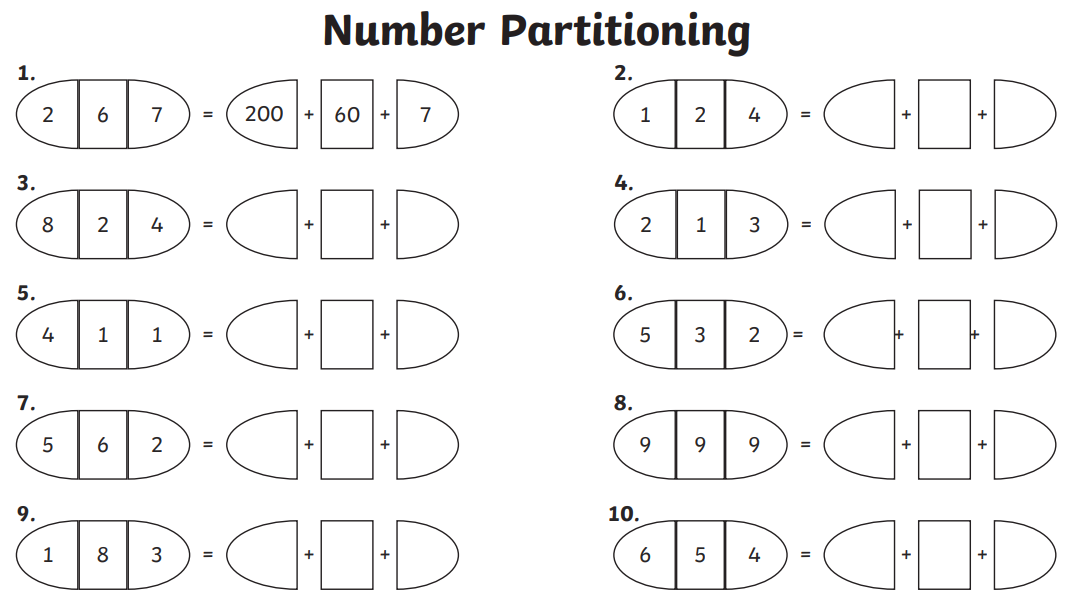 Number Partitioning
1.
2 6 7 = 200 + 60 + 7
2.
1 2 4 = + +
3.
8 2 4 = + +
4.
2 1 3 = + +
5.
4 1 1 = + +
6.
5 3 2 = + +
7.
5 6 2 = + +
8.
9 9 9 = + +
9.
1 8 3 = + +
10.
6 5 4 = + +